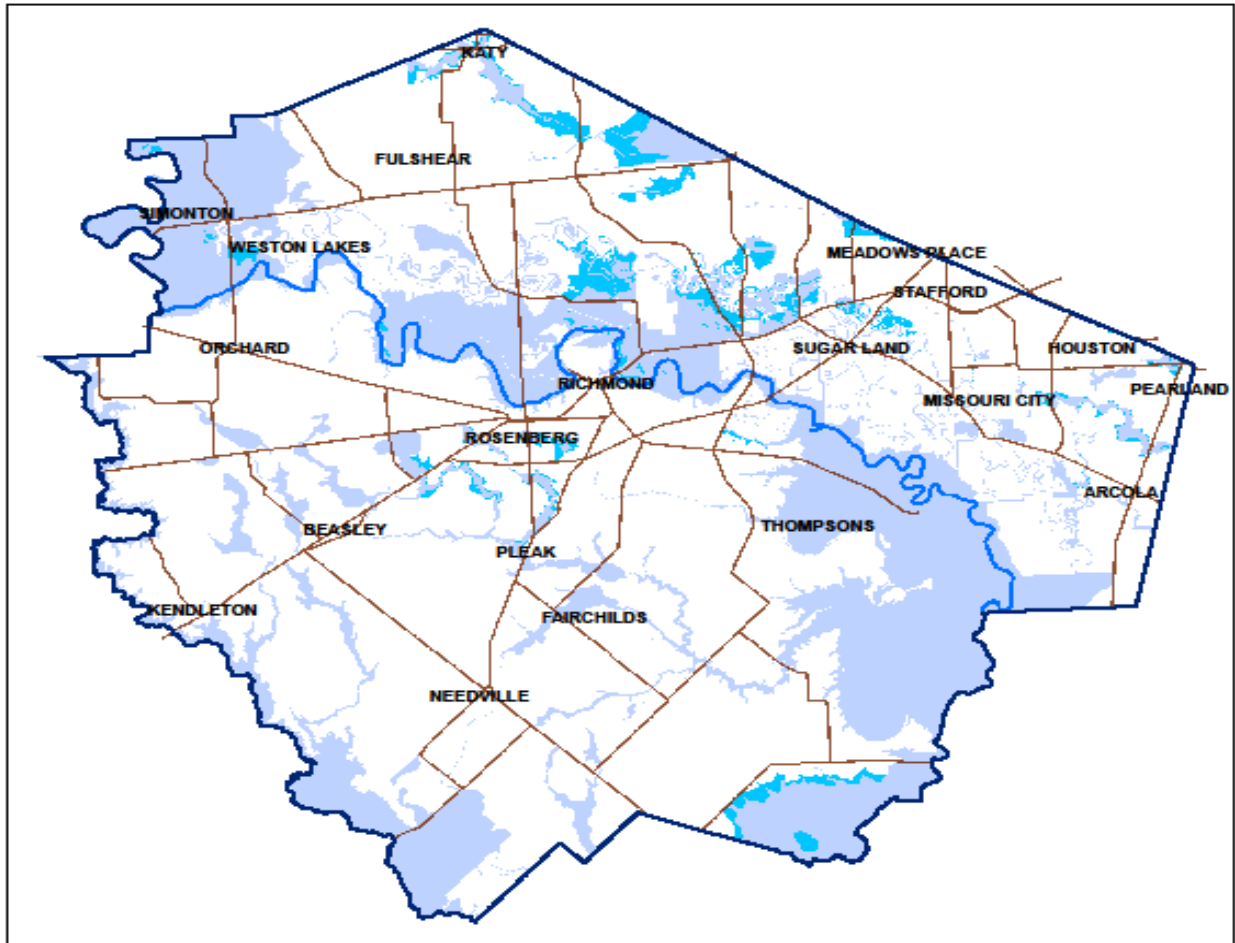 KATY
FULSHEAR
SIMONTON
WESTON LAKES
MEADOWS PLACE
STAFFORD
ORCHARD
SUGAR LAND
HOUSTON
RICHMOND
PEARLAND
MISSOURI CITY
ROSENBERG
ARCOLA
BEASLEY
THOMPSONS
PLEAK
KENDLETON
FAIRCHILDS
NEEDVILLE